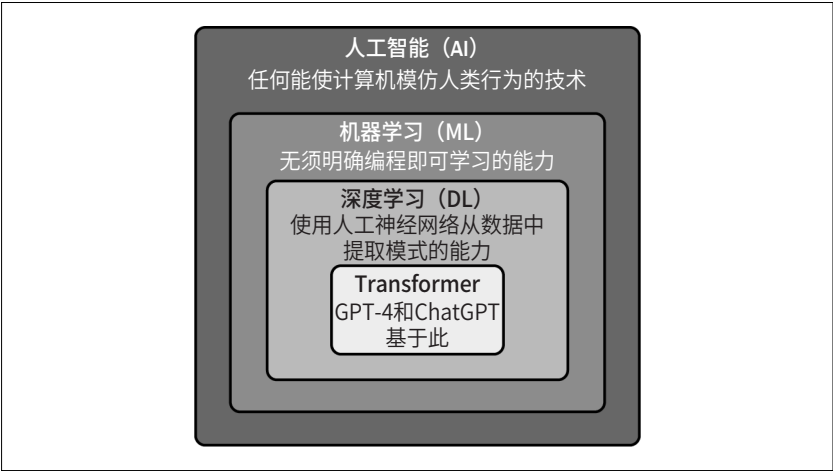 人工智能（AI）
任何能使计算机模仿人类行为的技术
机器学习（ML）
无须明确编程即可学习的能力
深度学习（DL）
使用人工神经网络从数据中
提取模式的能力
Transformer
GPT-4和ChatGPT
基于此